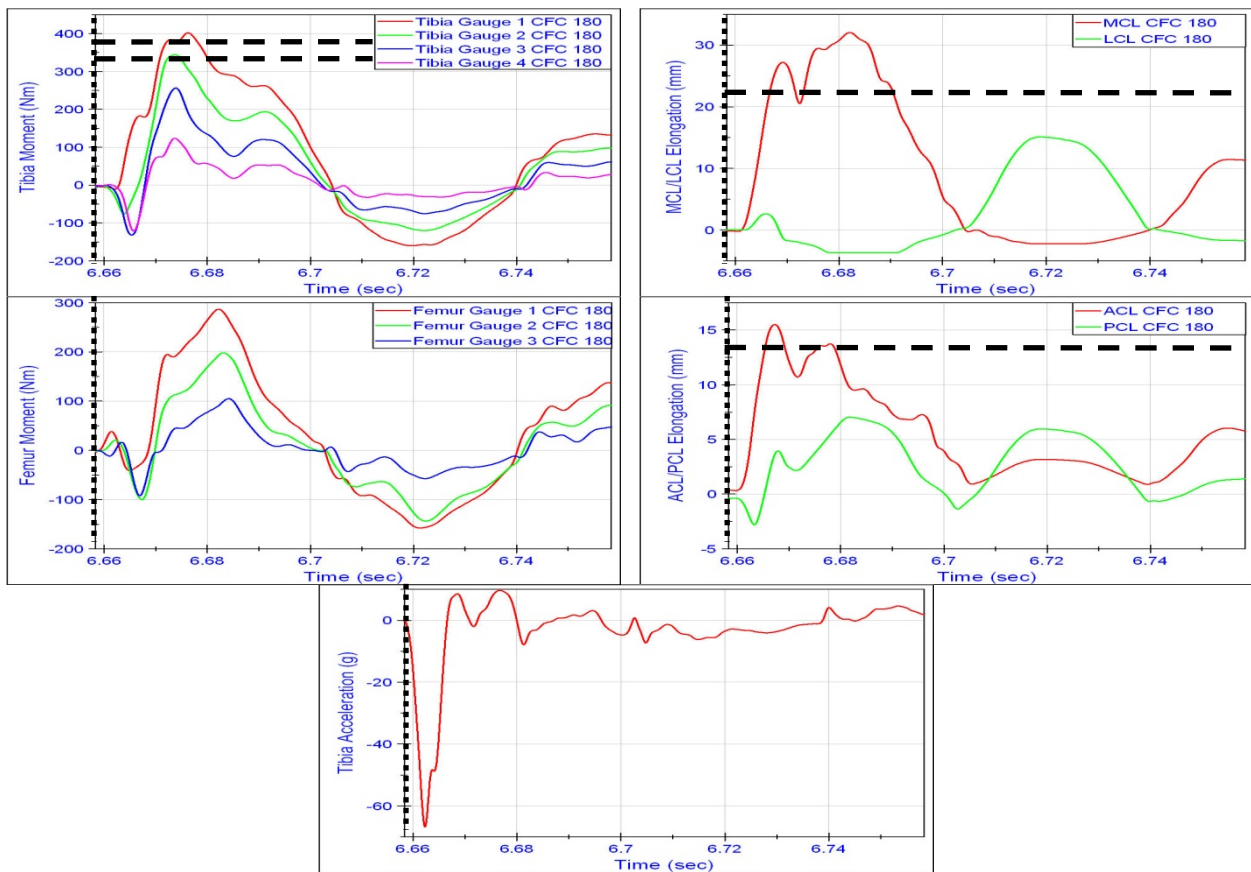 Tibia Moment (Nm)
400
300
200
100
0
-100
-200
Tibia Gauge 1 CFC 180
Tibia Gauge 2 CFC 180
Tibia Gauge 3 CFC 180
Tibia Gauge 4 CFC 180
6.66 6.68 6.7 6.72 6.74
Time (sec)
MCL/LCL Elongation (mm)
30
20
10
0
MCL CFC 180
LCL CFC 180
6.66 6.68 6.7 6.72 6.74
Time (sec)
Femur Moment (Nm)
300
200
100
0
-100
-200
Femur Gauge 1 CFC 180
Femur Gauge 2 CFC 180
Femur Gauge 3 CFC 180
6.66 6.68 6.7 6.72 6.74
Time (sec)
ACL/PCL Elongation (mm)
15
10
5
0
-5
ACL CFC 180
PCL CFC 180
6.66 6.68 6.7 6.72 6.74
Time (sec)
Tibia Acceleration (g)
0
-20
-40
-60
6.66 6.68 6.7 6.72 6.74
Time (sec)